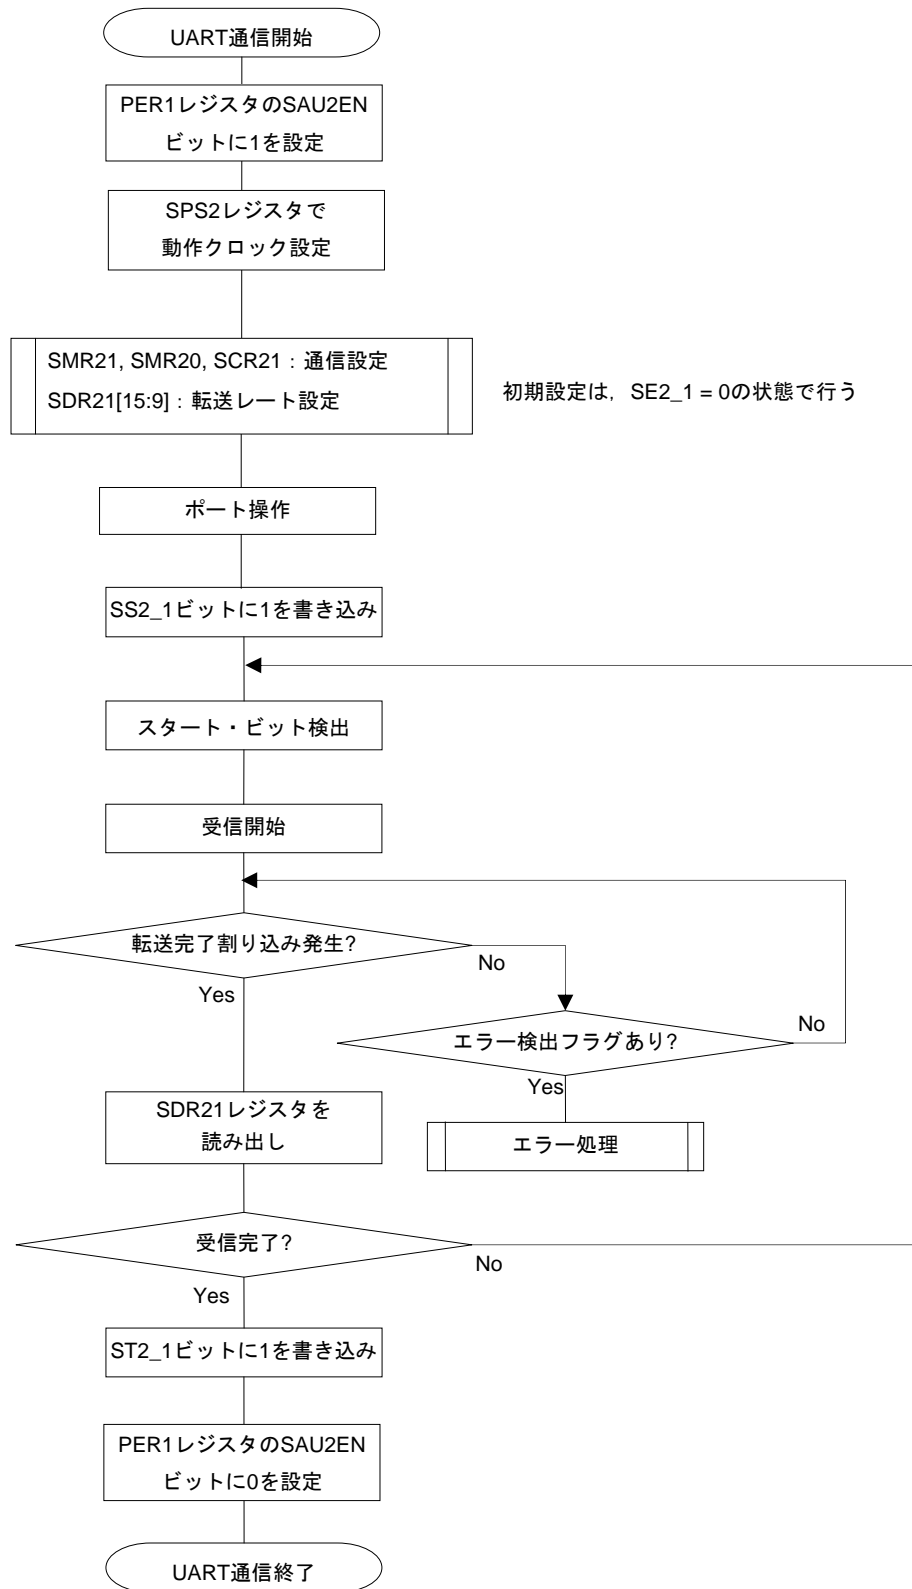 UART通信開始
PER1レジスタのSAU2EN
ビットに1を設定
SPS2レジスタで
動作クロック設定
SMR21, SMR20, SCR21：通信設定
SDR21[15:9]：転送レート設定
初期設定は，SE2_1 = 0の状態で行う
ポート操作
SS2_1ビットに1を書き込み
スタート・ビット検出
受信開始
転送完了割り込み発生?
No
Yes
エラー検出フラグあり?
No
Yes
SDR21レジスタを
読み出し
エラー処理
受信完了?
No
Yes
ST2_1ビットに1を書き込み
PER1レジスタのSAU2EN
ビットに0を設定
UART通信終了